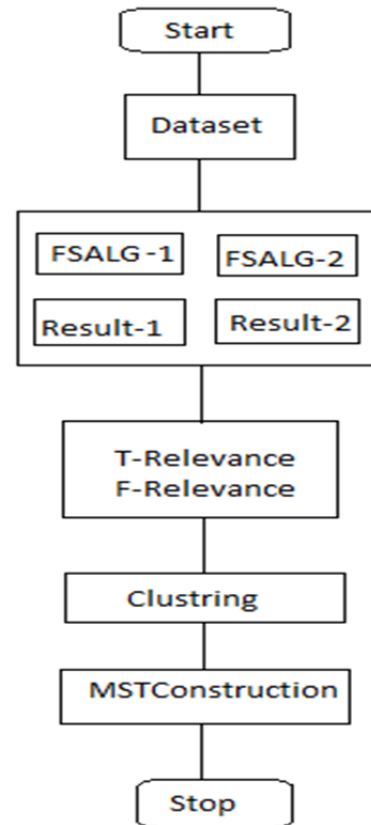 Start
Dataset
FSALG -1
FSALG-2
Result-1
Result-2
T-Relevance
F-Relevance
Clustring
MSTConstruction
Stop